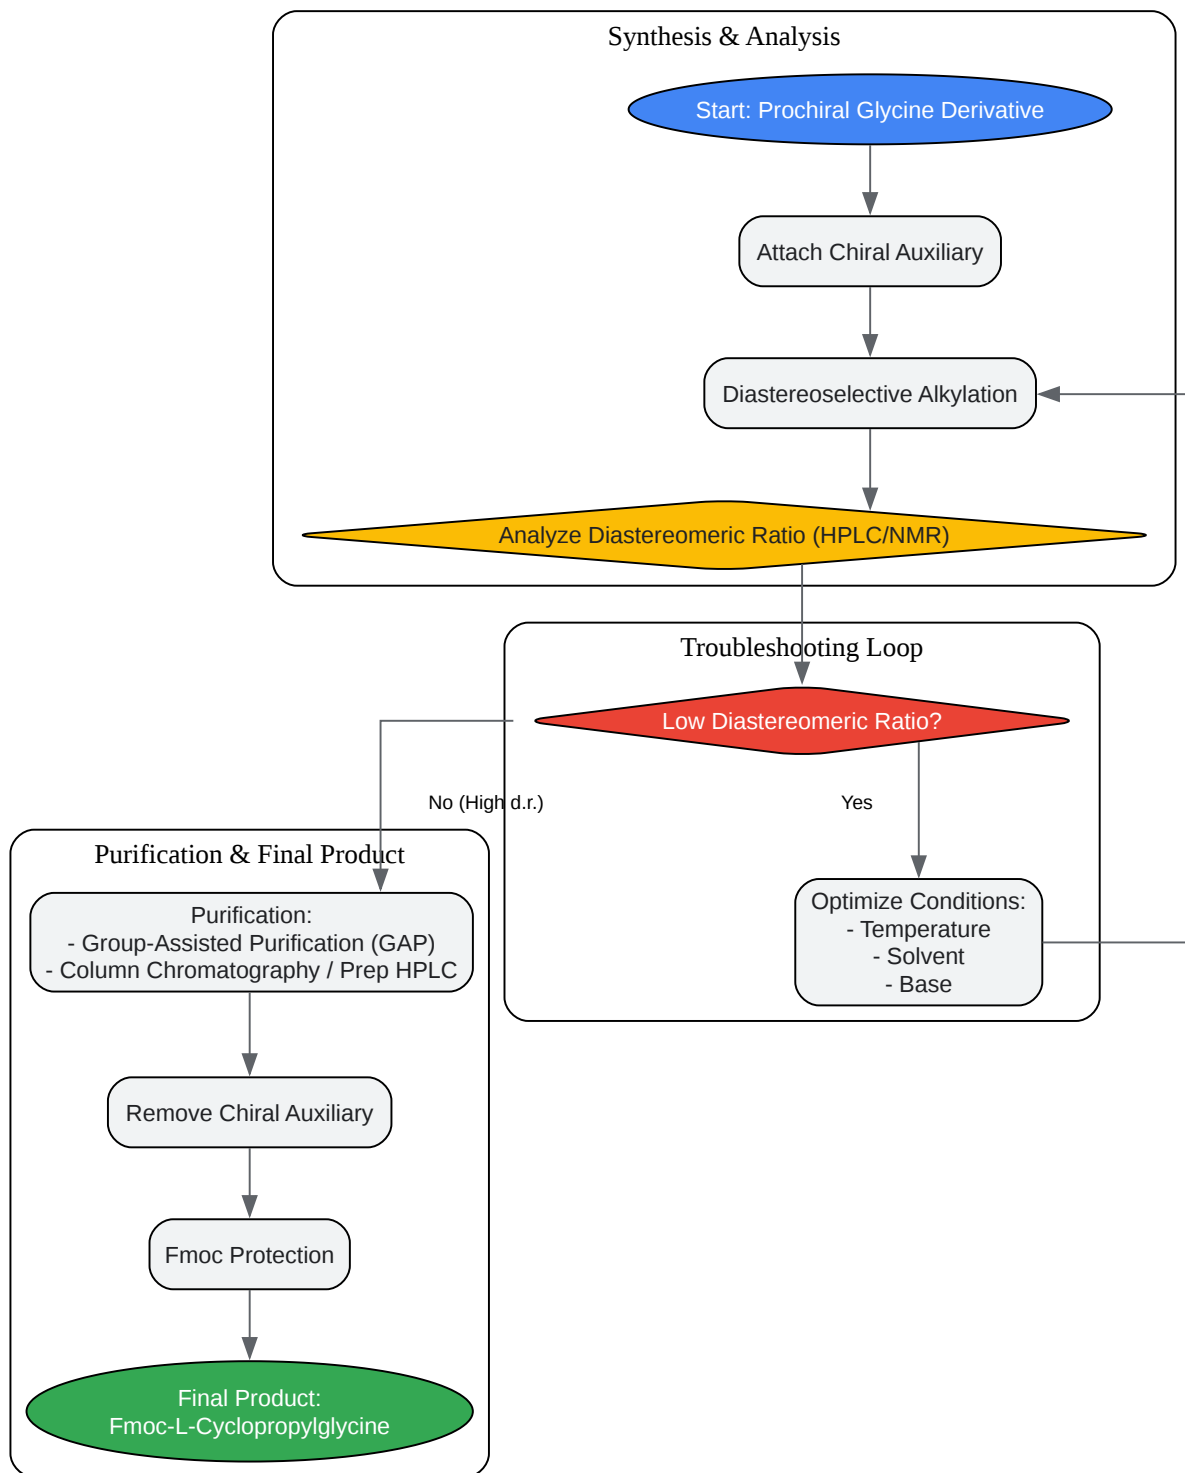 Synthesis & Analysis
Start: Prochiral Glycine Derivative
Attach Chiral Auxiliary
Diastereoselective Alkylation
Analyze Diastereomeric Ratio (HPLC/NMR)
Troubleshooting Loop
Low Diastereomeric Ratio?
No (High d.r.)
Yes
Optimize Conditions:
- Temperature
- Solvent
- Base
Purification & Final Product
Purification:
- Group-Assisted Purification (GAP)
- Column Chromatography / Prep HPLC
Remove Chiral Auxiliary
Fmoc Protection
Final Product:
Fmoc-L-Cyclopropylglycine